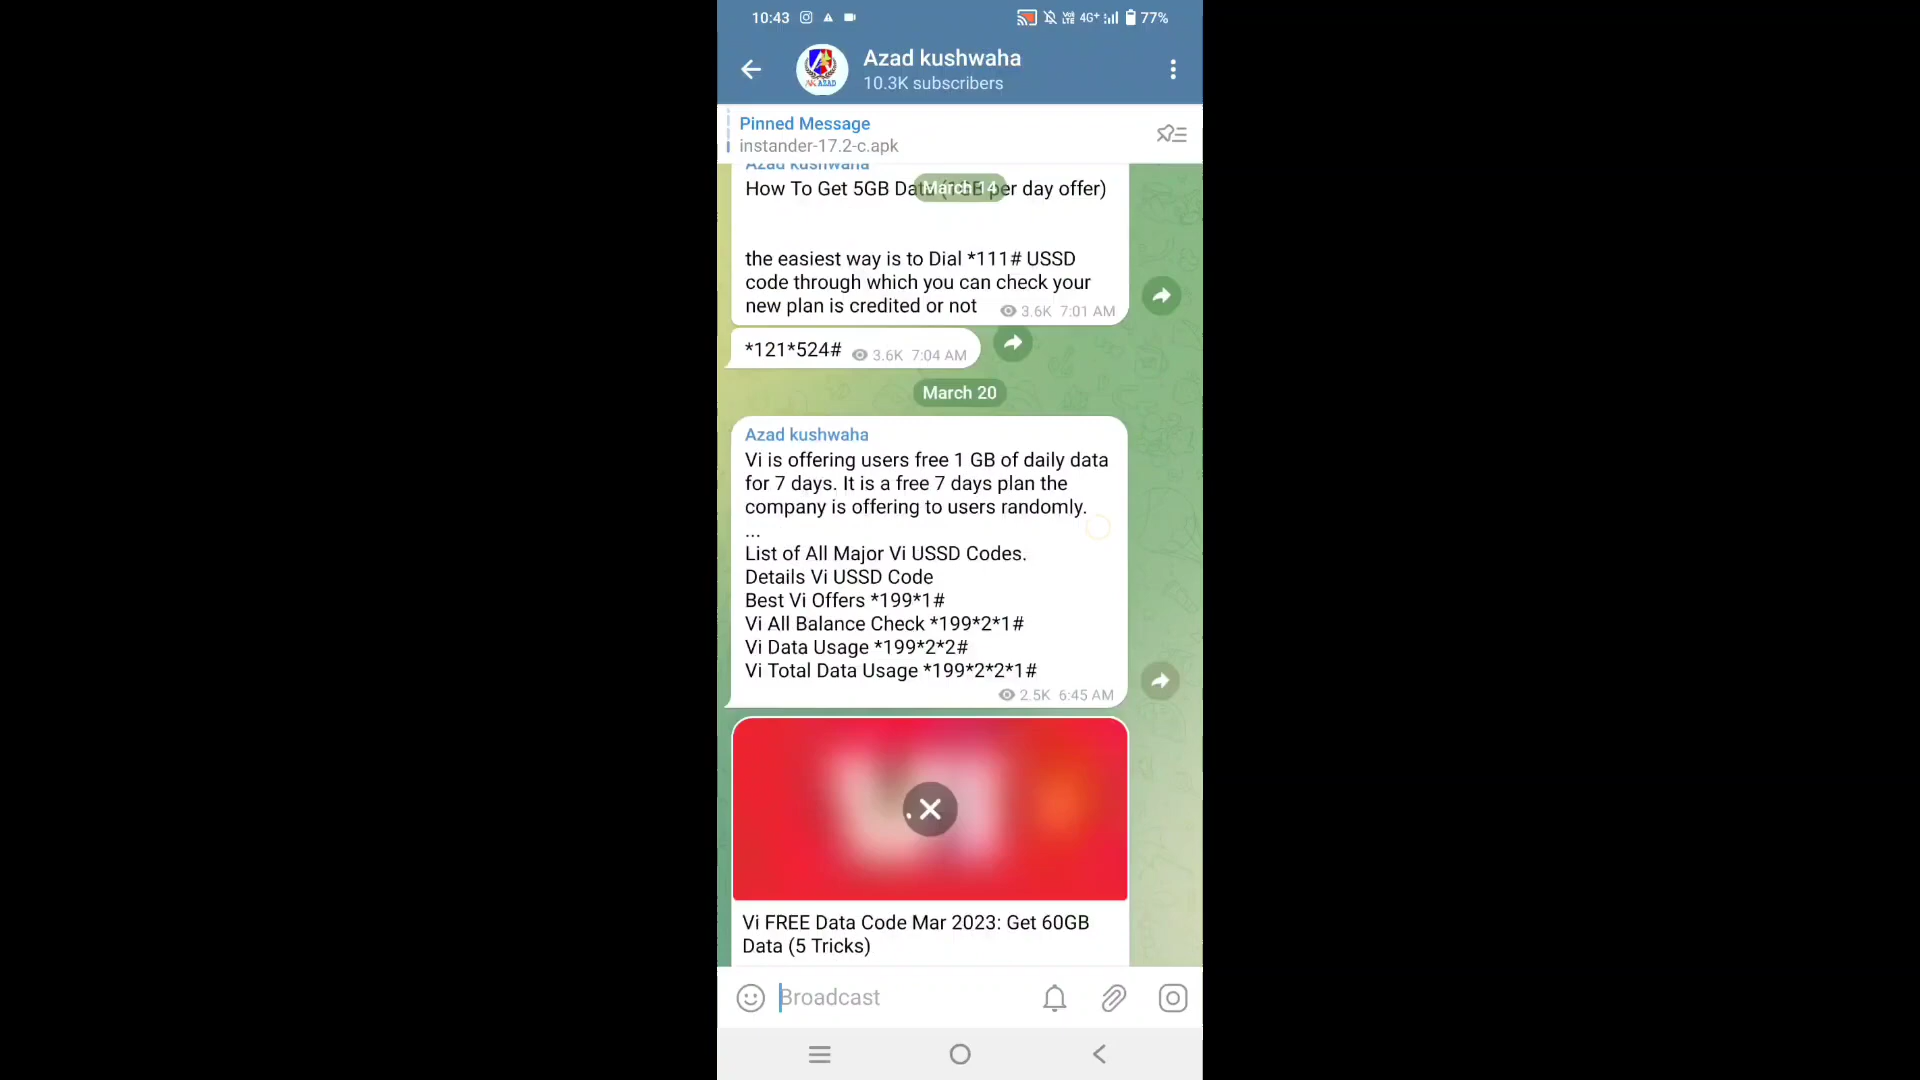 10:43
4G+ 77%
Azad kushwaha
10.3K subscribers
Pinned Message
instander-17.2-c.apk
Azad kushwaha
How To Get 5GB Data per day offer)
March 14
the easiest way is to Dial *111# USSD
code through which you can check your
new plan is credited or not 3.6K 7:01 AM
*121*524# 3.6K 7:04 AM
March 20
Azad kushwaha
Vi is offering users free 1 GB of daily data
for 7 days. It is a free 7 days plan the
company is offering to users randomly.
...
List of All Major Vi USSD Codes.
Details Vi USSD Code
Best Vi Offers *199*1#
Vi All Balance Check *199*2*1#
Vi Data Usage *199*2*2#
Vi Total Data Usage *199*2*2*1#
2.5K 6:45 AM
Vi FREE Data Code Mar 2023: Get 60GB
Data (5 Tricks)
Broadcast